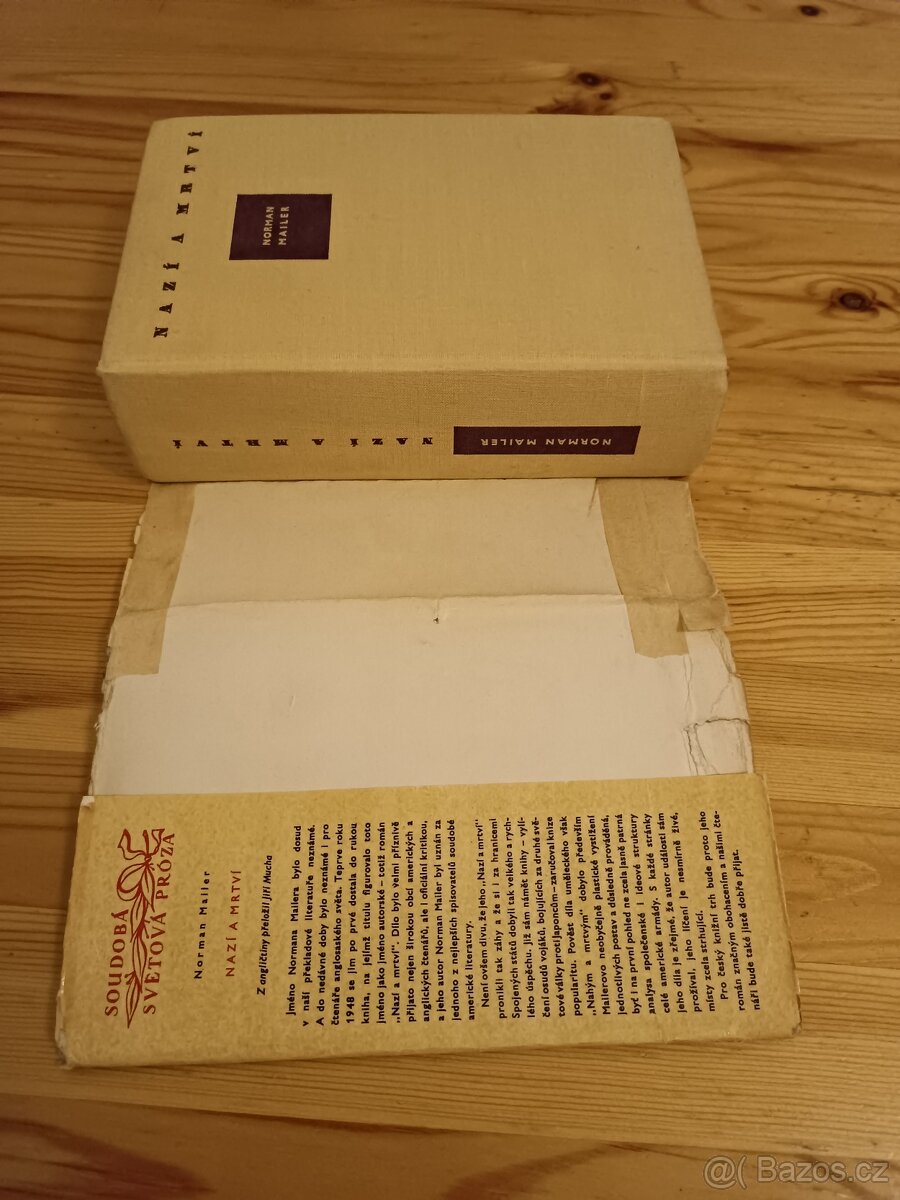 NAZÍ A MRTVÍ
NORMAN
MAILER
NAZÍ A MRTVÍ
NORMAN MAILER
SOUDOBÁ
SVĚTOVÁ PRÓZA
Norman Mailer
NAZÍ A MRTVÍ
Z angličtiny přeložil Jiří Mucha
Jméno Normana Mailera bylo dosud
v naší překladové literatuře neznámé.
A do nedávné doby bylo neznámé i pro
čtenáře anglosaského světa. Teprve roku
1948 se jim po prvé dostala do rukou
kniha, na jejímž titulu figurovalo toto
jméno jako jméno autorské - totiž román
„Nazí a mrtví“. Dílo bylo velmi příznivě
přijato nejen širokou obcí amerických a
anglických čtenářů, ale i oficiální kritikou,
a jeho autor Norman Mailer byl uznán za
jednoho z nejlepších spisovatelů soudobé
americké literatury.
Není ovšem divu, že jeho „Nazí a mrtví“
pronikli tak záhy a že si i za hranicemi
Spojených států dobyli tak velkého a rych-
lého úspěchu. Již sám námět knihy - vylí-
čení osudů vojáků, bojujících za druhé svě-
tové války proti Japoncům - zaručoval knize
popularitu. Pověst díla uměleckého však
„Nahým a mrtvým“ dobylo především
Mailerovo neobyčejně plastické vystižení
jednotlivých postav a důsledně prováděná,
byť i na první pohled ne zcela jasně patrná
analysa společenské i ideové struktury
celé americké armády. S každé stránky
jeho díla je zřejmé, že autor události sám
prožíval, jeho líčení je nesmírně živé,
místy zcela strhující.
Pro český knižní trh bude proto jeho
román značným obohacením a našimi čte-
náři bude také jistě dobře přijat.
@( Bazos.cz